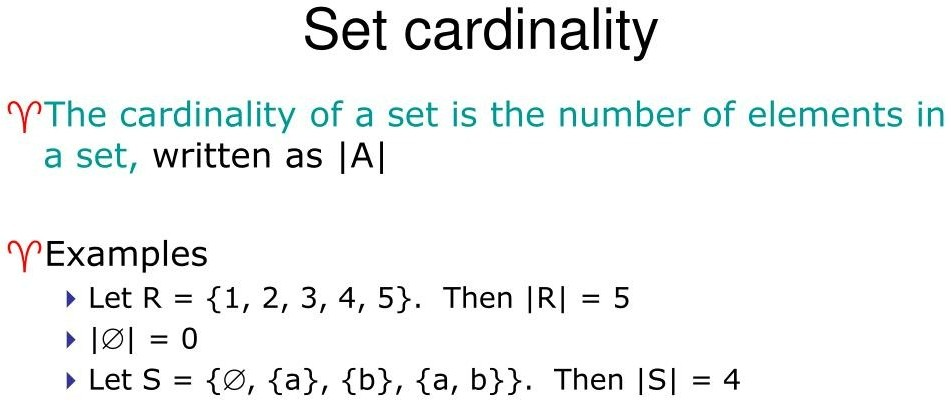 Set cardinality
♈The cardinality of a set is the number of elements in
a set, written as |A|
♈Examples
Let R = {1, 2, 3, 4, 5}. Then |R| = 5
|∅| = 0
Let S = {∅, {a}, {b}, {a, b}}. Then |S| = 4